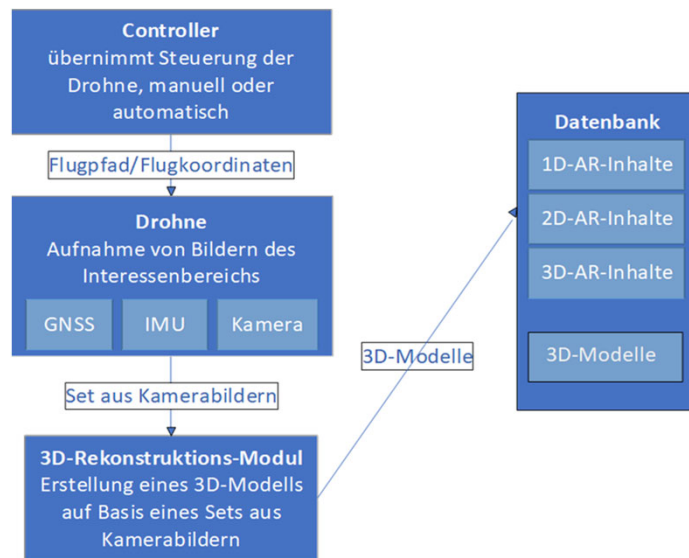 Controller
übernimmt Steuerung der
Drohne, manuell oder
automatisch
Flugpfad/Flugkoordinaten
Drohne
Aufnahme von Bildern des
Interessenbereichs
GNSS
IMU
Kamera
Set aus Kamerabildern
3D-Rekonstruktions-Modul
Erstellung eines 3D-Modells
auf Basis eines Sets aus
Kamerabildern
3D-Modelle
Datenbank
1D-AR-Inhalte
2D-AR-Inhalte
3D-AR-Inhalte
3D-Modelle